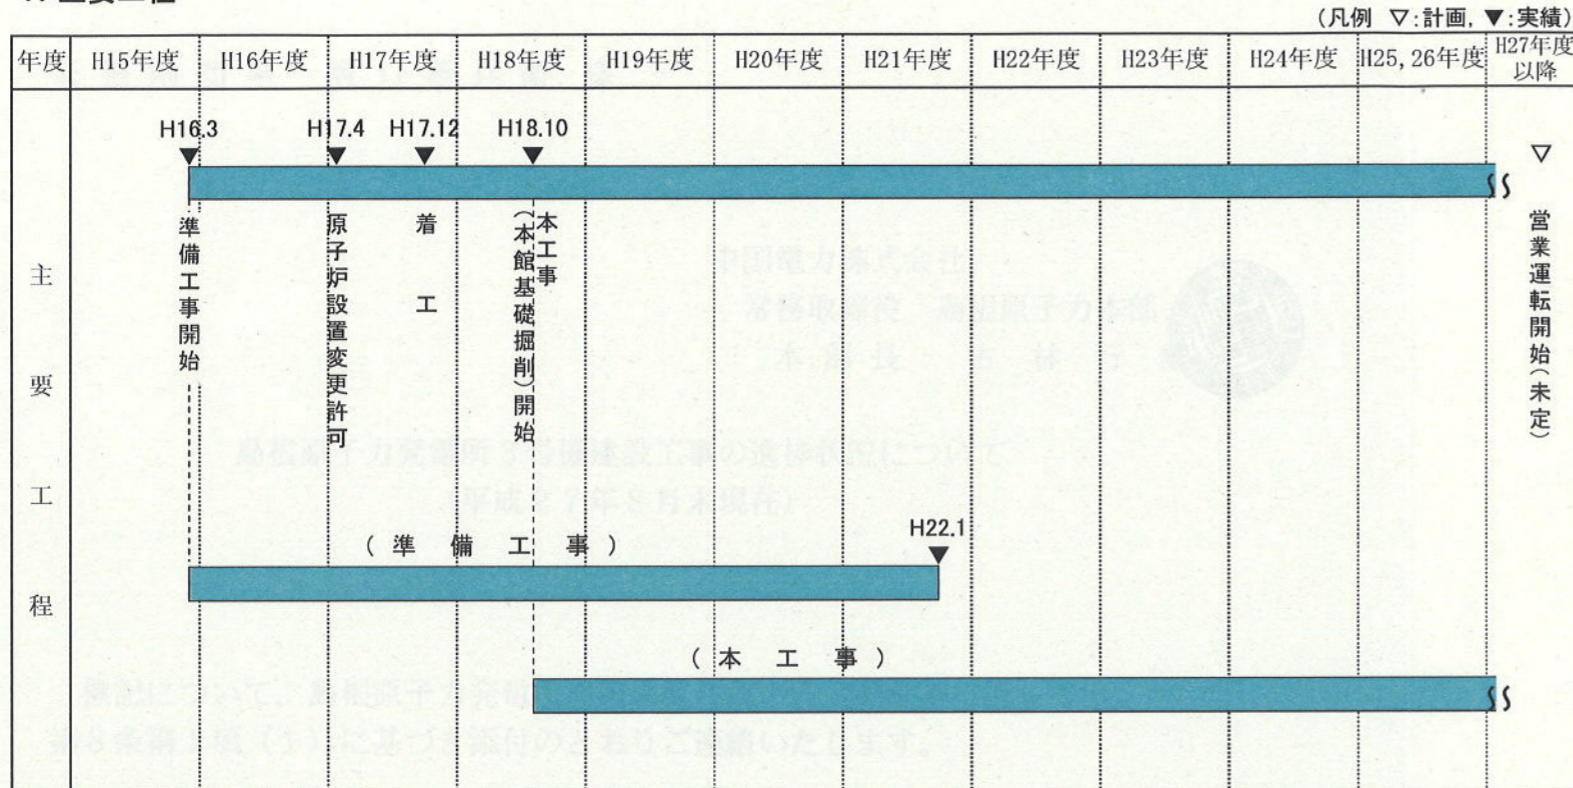 (凡例 ▽:計画, ▼:実績)
年度 H15年度 H16年度 H17年度 H18年度 H19年度 H20年度 H21年度 H22年度 H23年度 H24年度 H25,26年度 H27年度以降
H16.3 H17.4 H17.12 H18.10
準備工事開始
原子炉設置変更許可
着工
本工事
(本館基礎掘削)開始
営業運転開始(未定)
主要工程
(準備工事)
H22.1
(本工事)
中国電力株式会社
島根原子力発電所3号機建設工事の進捗状況について
(平成27年8月末現在)